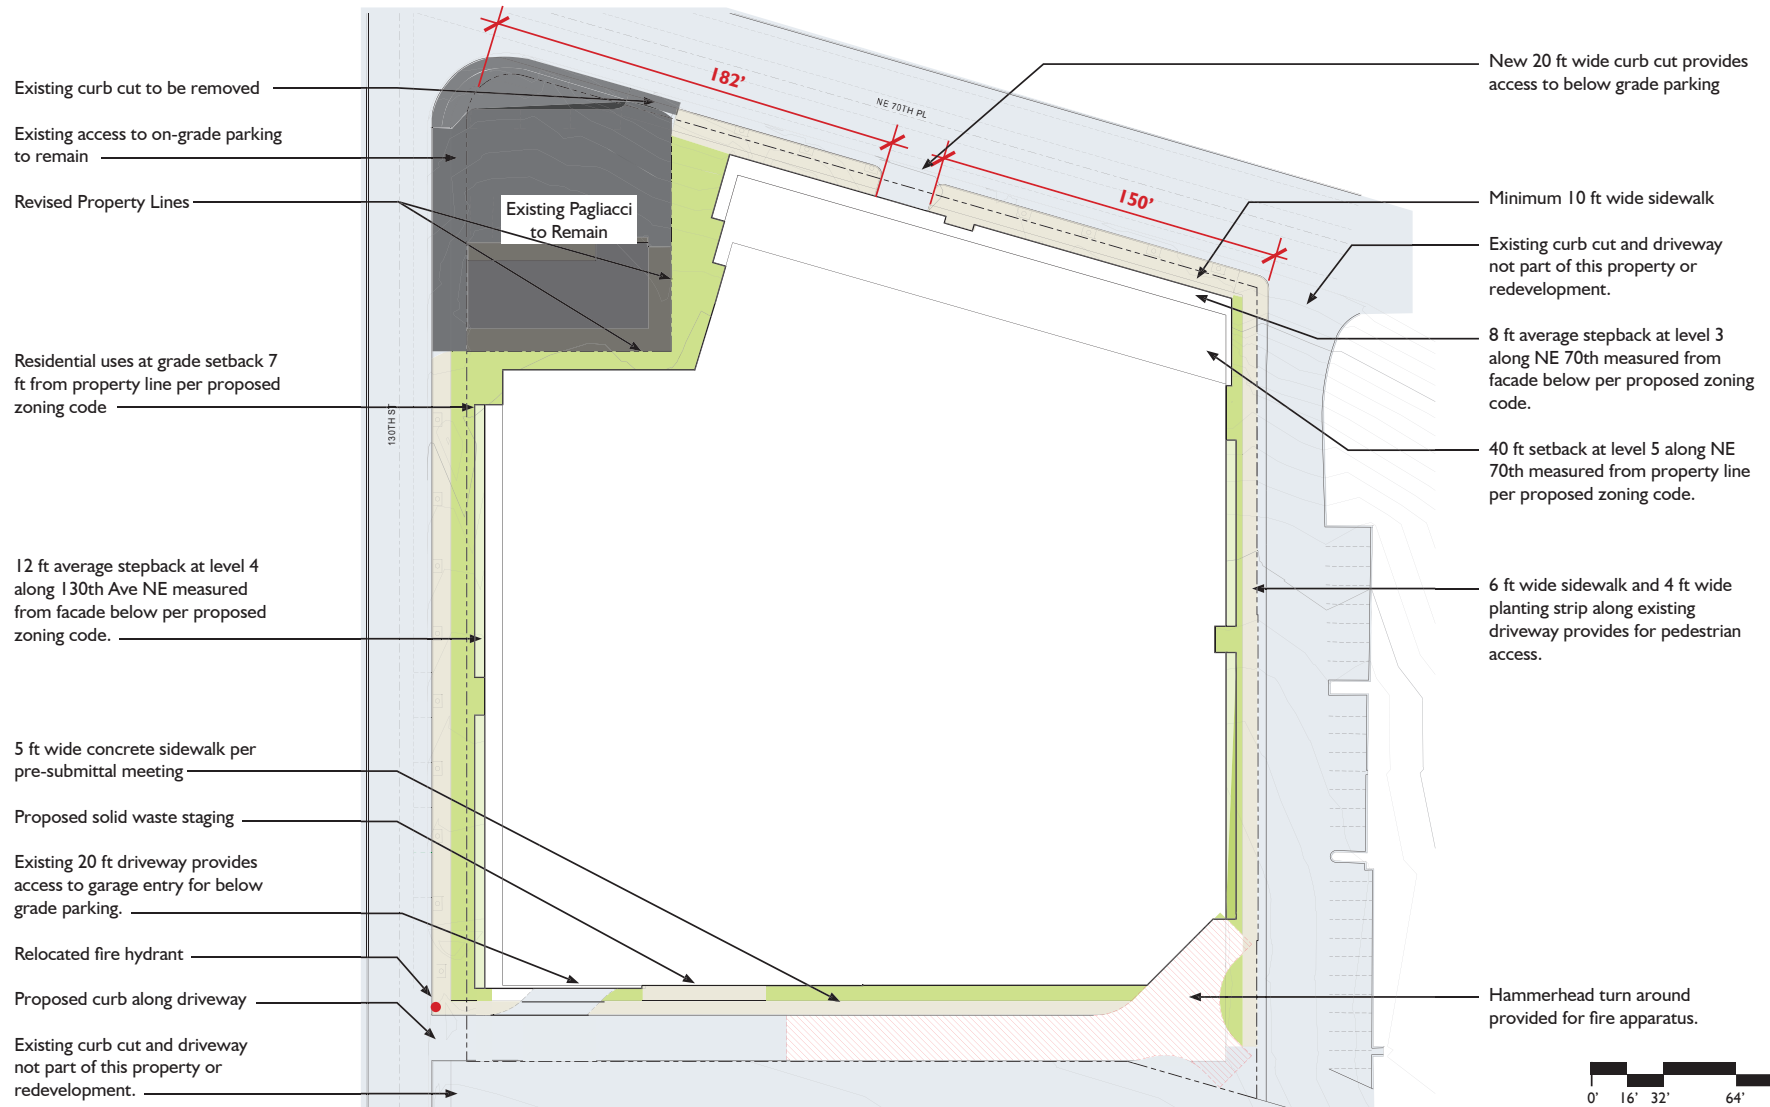 Existing curb cut to be removed
Existing access to on-grade parking
to remain
Revised Property Lines
Residential uses at grade setback 7
ft from property line per proposed
zoning code
12 ft average stepback at level 4
along 130th Ave NE measured
from facade below per proposed
zoning code.
5 ft wide concrete sidewalk per
pre-submittal meeting
Proposed solid waste staging
Existing 20 ft driveway provides
access to garage entry for below
grade parking.
Relocated fire hydrant
Proposed curb along driveway
Existing curb cut and driveway
not part of this property or
redevelopment.
130TH ST
Existing Pagliacci
to Remain
182'
NE 70TH PL
150'
New 20 ft wide curb cut provides
access to below grade parking
Minimum 10 ft wide sidewalk
Existing curb cut and driveway
not part of this property or
redevelopment.
8 ft average stepback at level 3
along NE 70th measured from
facade below per proposed zoning
code.
40 ft setback at level 5 along NE
70th measured from property line
per proposed zoning code.
6 ft wide sidewalk and 4 ft wide
planting strip along existing
driveway provides for pedestrian
access.
Hammerhead turn around
provided for fire apparatus.
0' 16' 32' 64'